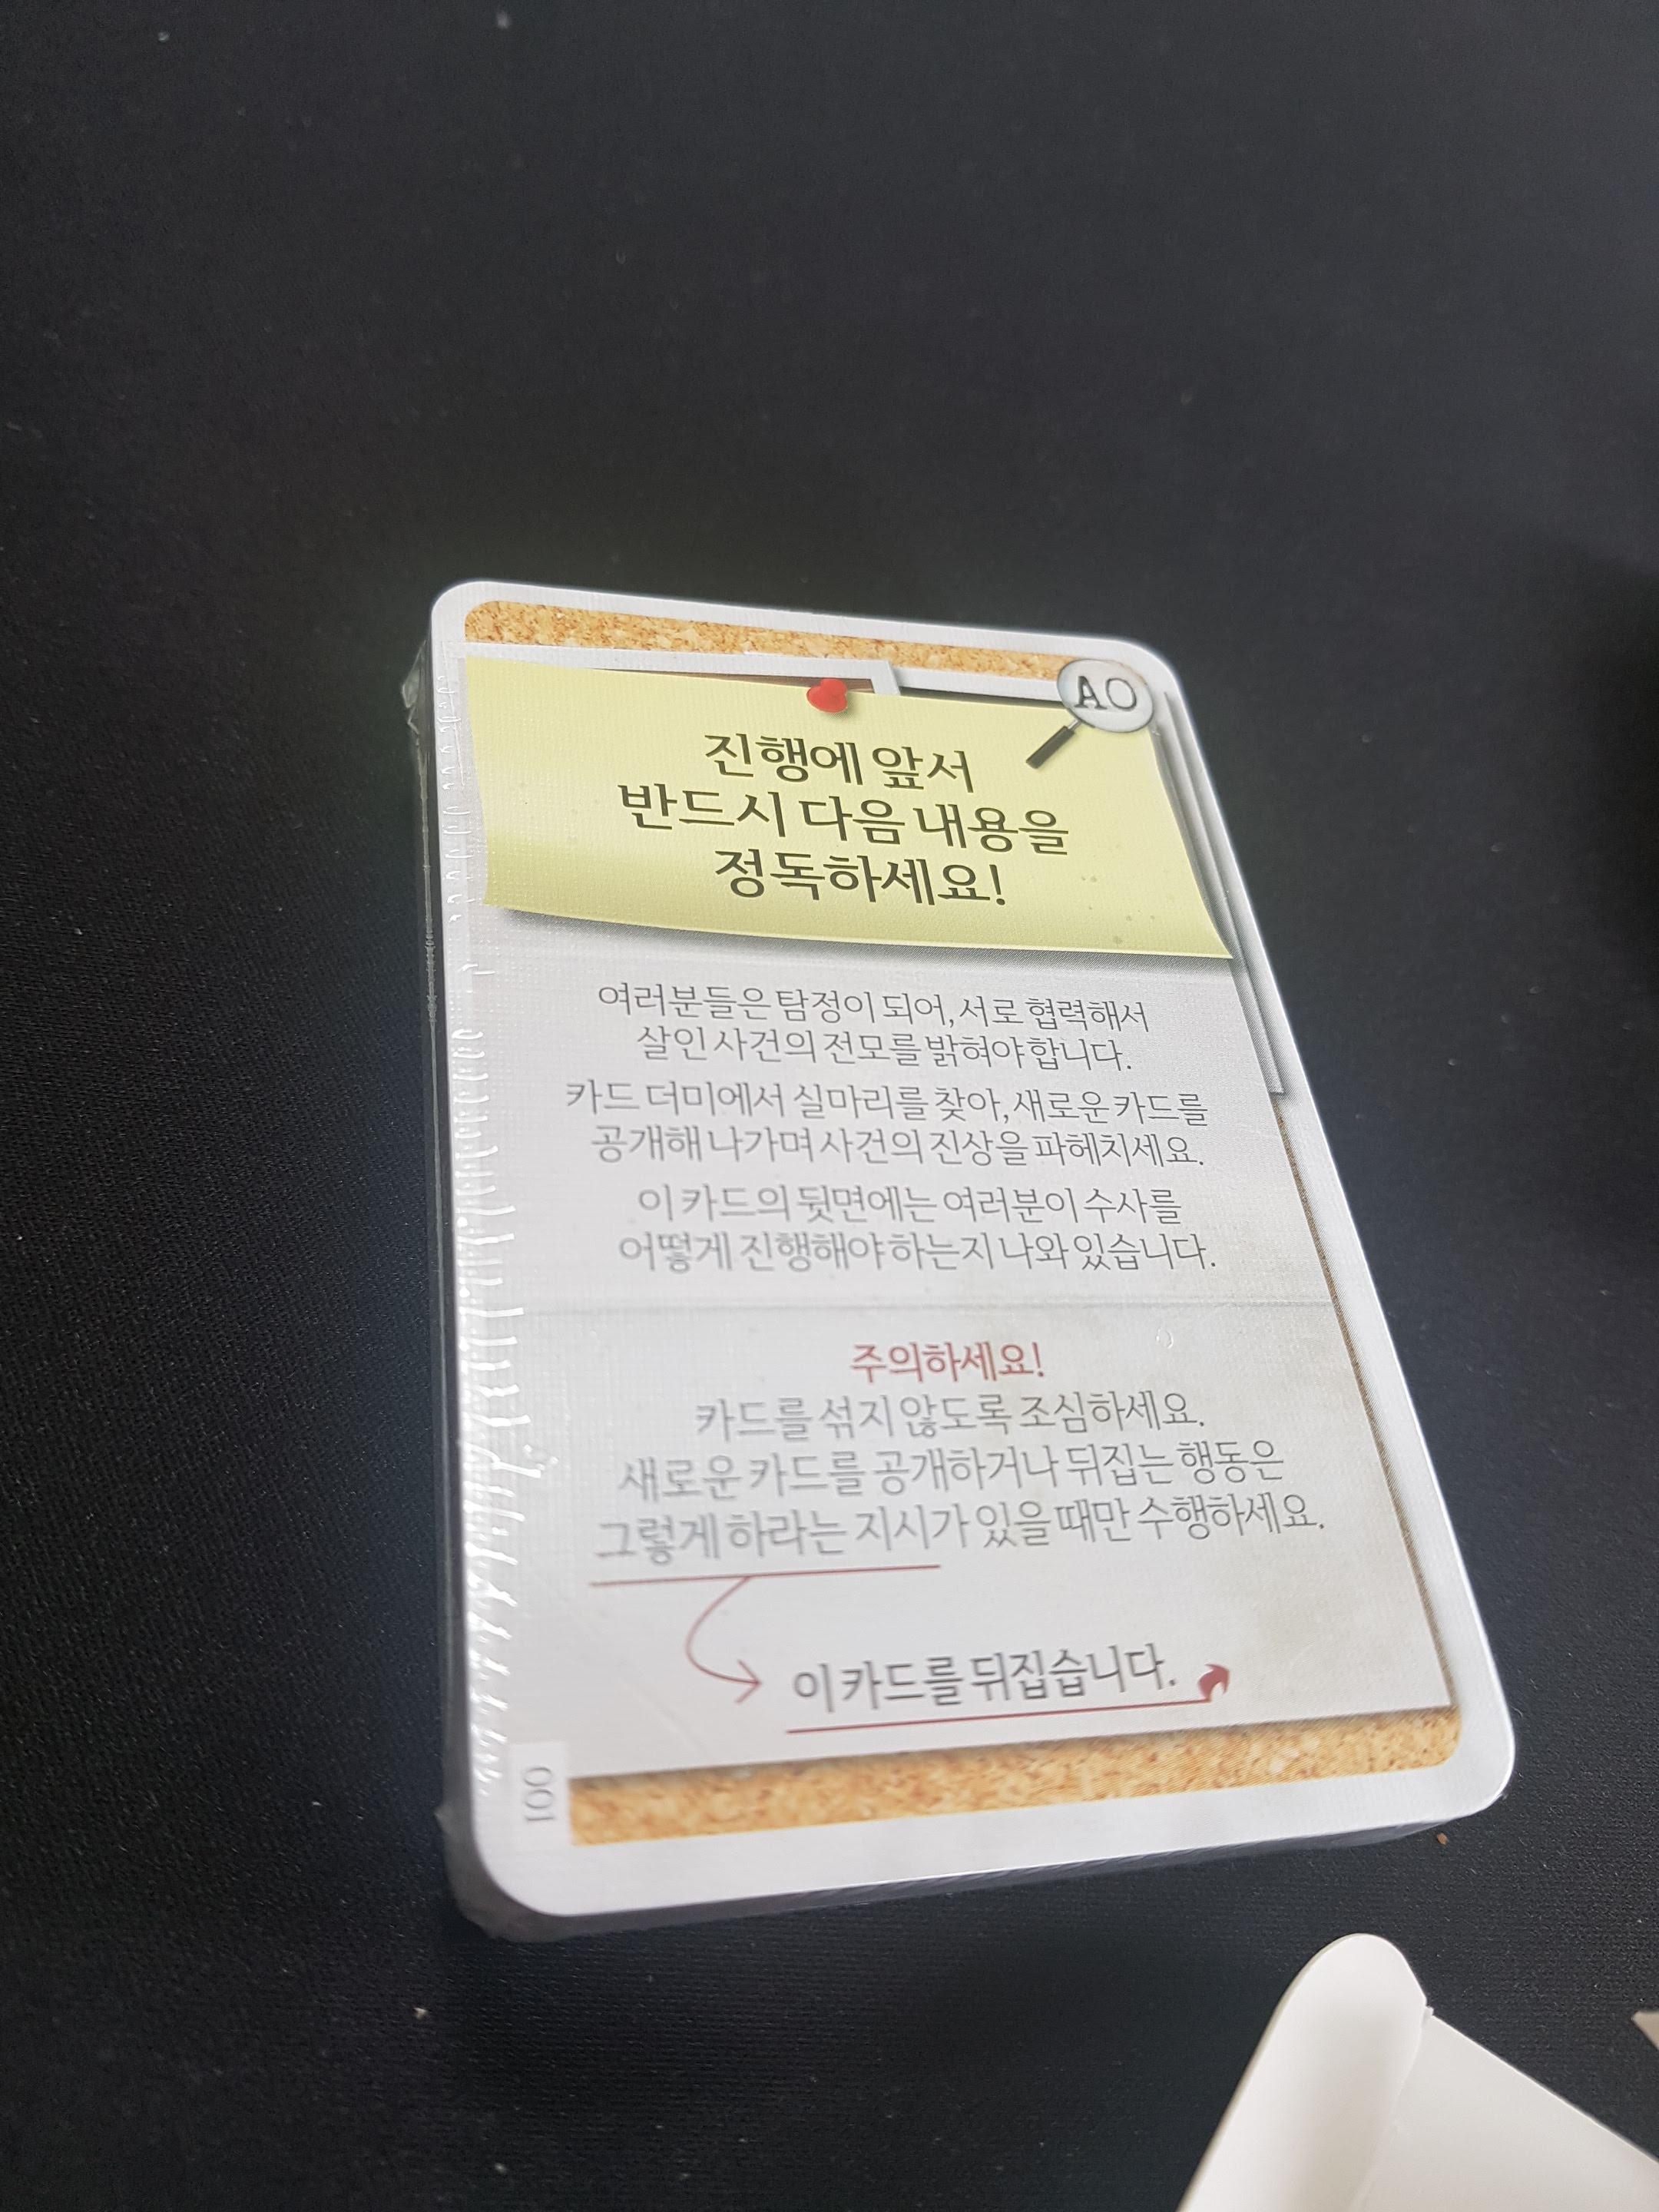 AO
진행에 앞서
반드시 다음 내용을
정독하세요!
여러분들은 탐정이 되어, 서로 협력해서
살인 사건의 전모를 밝혀야 합니다.
카드 더미에서 실마리를 찾아, 새로운 카드를
공개해 나가며 사건의 진상을 파헤치세요.
이 카드의 뒷면에는 여러분이 수사를
어떻게 진행해야 하는지 나와 있습니다.
주의하세요!
카드를 섞지 않도록 조심하세요.
새로운 카드를 공개하거나 뒤집는 행동은
그렇게 하라는 지시가 있을 때만 수행하세요.
이 카드를 뒤집습니다.
001